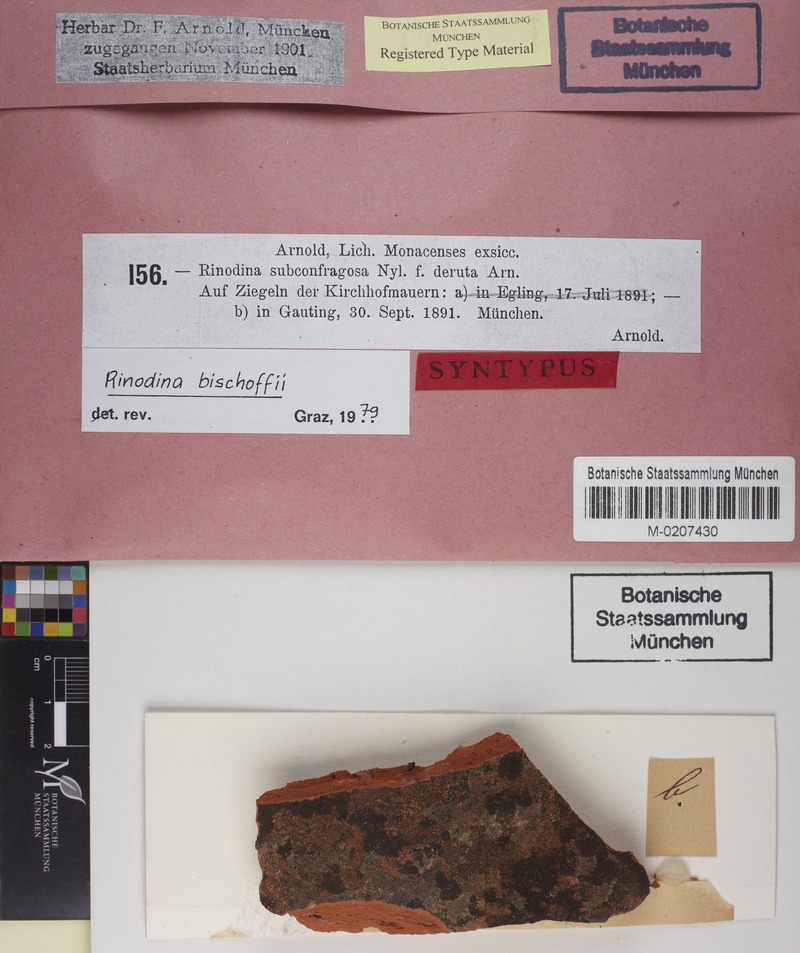 Herbar Dr. F. Arnold, München
zugegangen November 1901.
Staatsherbarium München
BOTANISCHE STAATSSAMMLUNG
MÜNCHEN
Registered Type Material
Botanische
Staatssammlung
München
Arnold, Lich. Monacenses exsicc.
156. — Rinodina subconfragosa Nyl. f. deruta Arn.
Auf Ziegeln der Kirchhofmauern: a) in Egling, 17. Juli 1891; —
b) in Gauting, 30. Sept. 1891. München.
Arnold.
Rinodina bischoffii
det. rev. Graz, 1979
SYNTYPUS
Botanische Staatssammlung München
M-0207430
Botanische
Staatssammlung
München
b.
0 1 2
cm
copyright reserved
BOTANISCHE
STAATSSAMMLUNG
MÜNCHEN